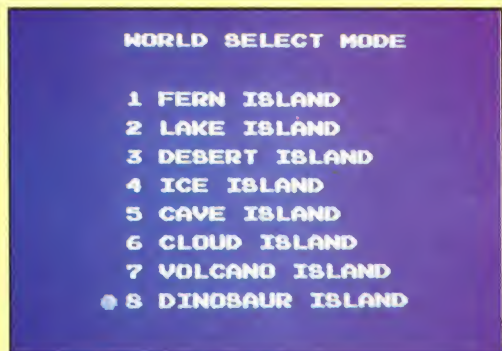 WORLD SELECT MODE
1 FERN ISLAND
2 LAKE ISLAND
3 DESERT ISLAND
4 ICE ISLAND
5 CAVE ISLAND
6 CLOUD ISLAND
7 VOLCANO ISLAND
8 DINOSAUR ISLAND